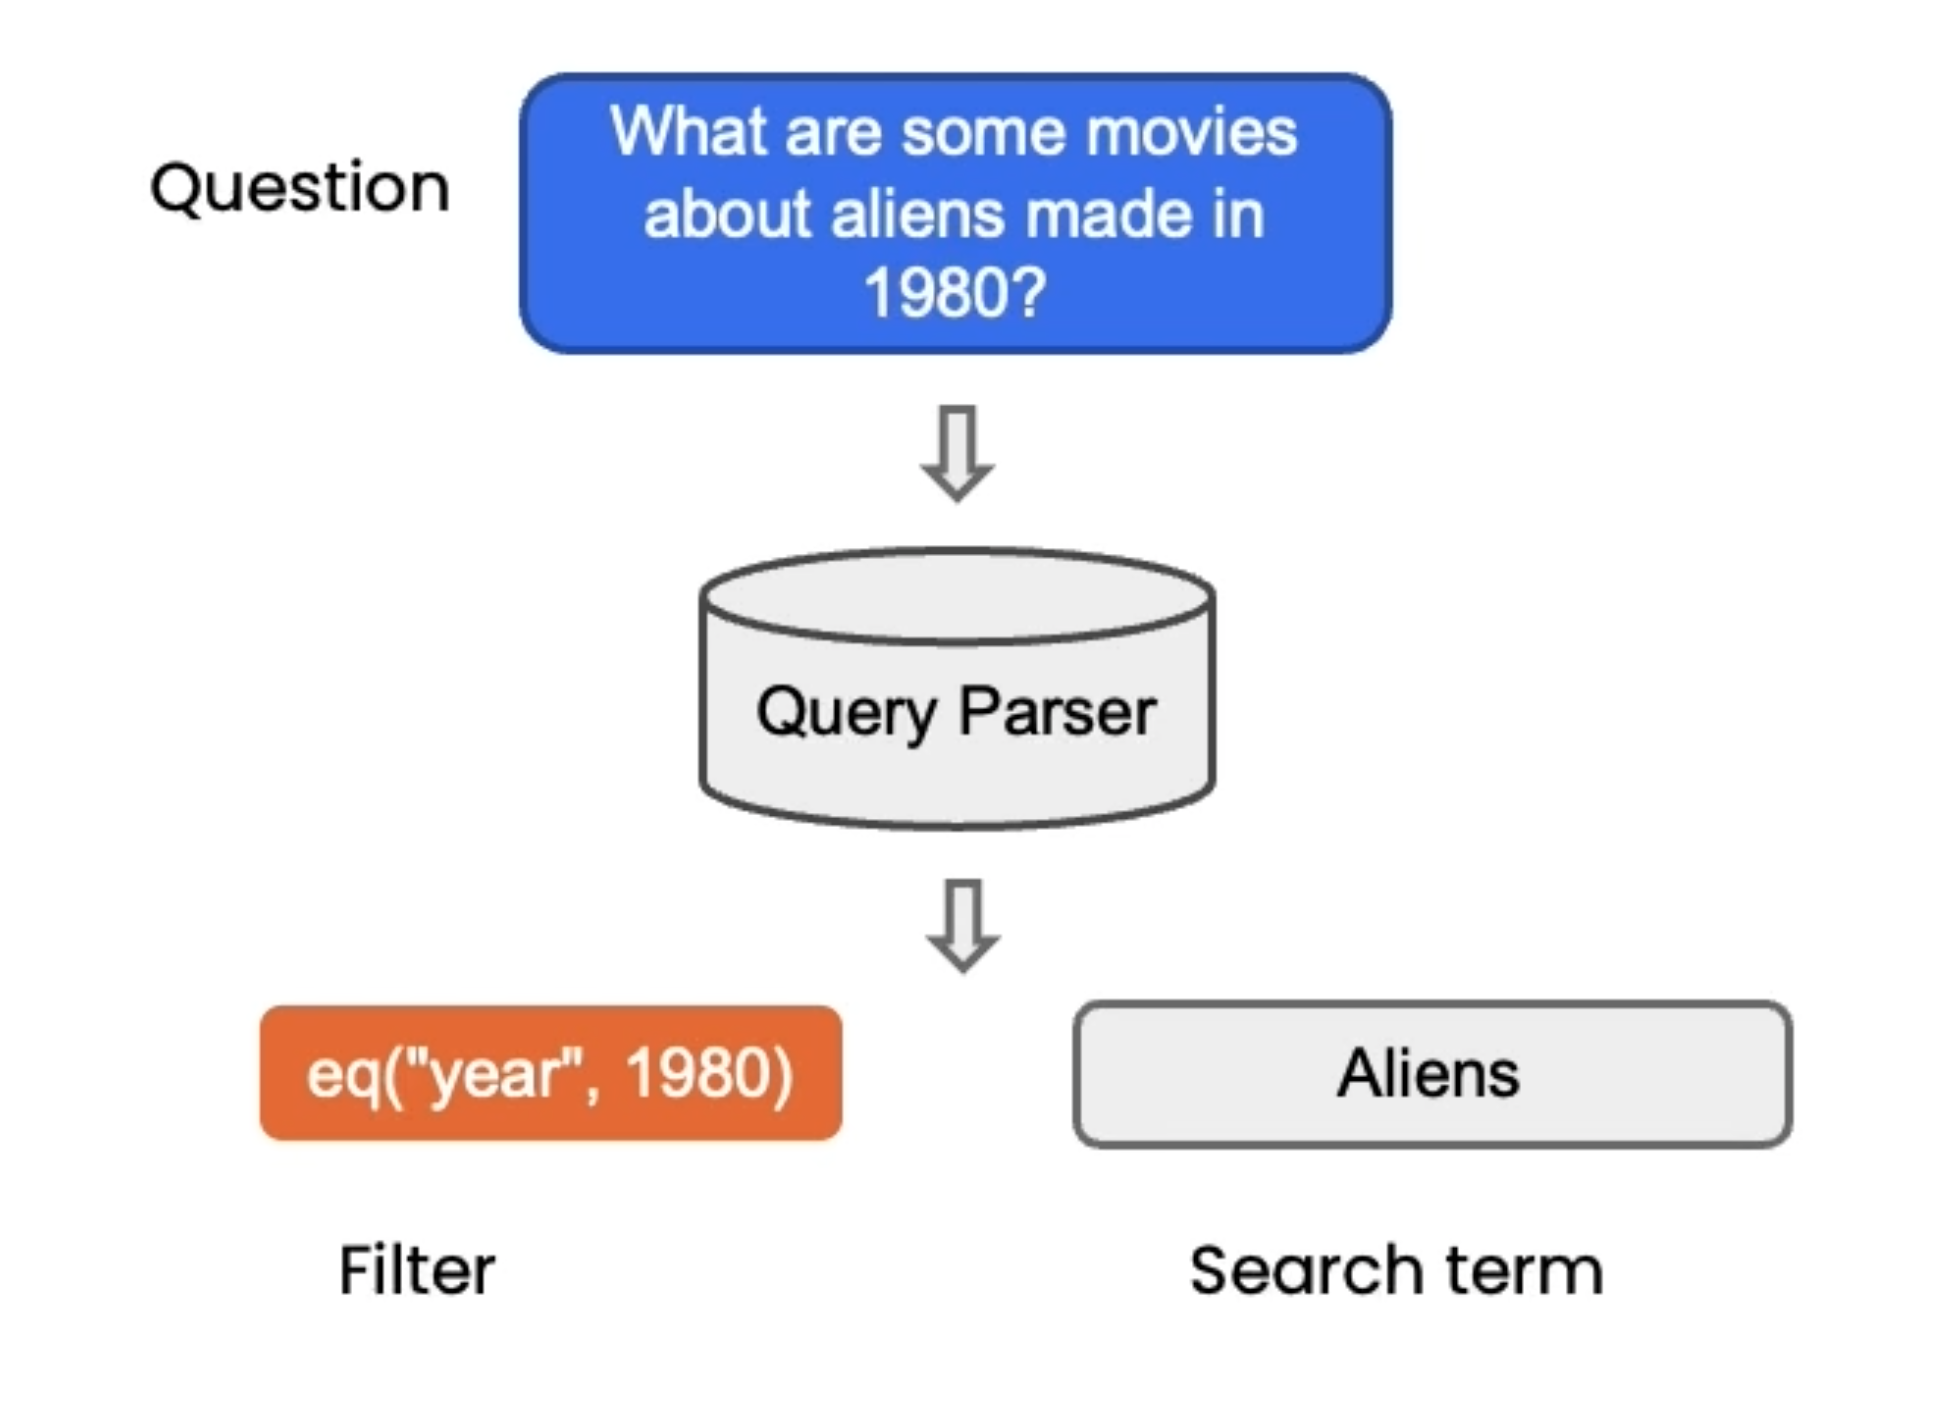 Question
What are some movies
about aliens made in
1980?
Query Parser
eq("year", 1980)
Aliens
Filter
Search term